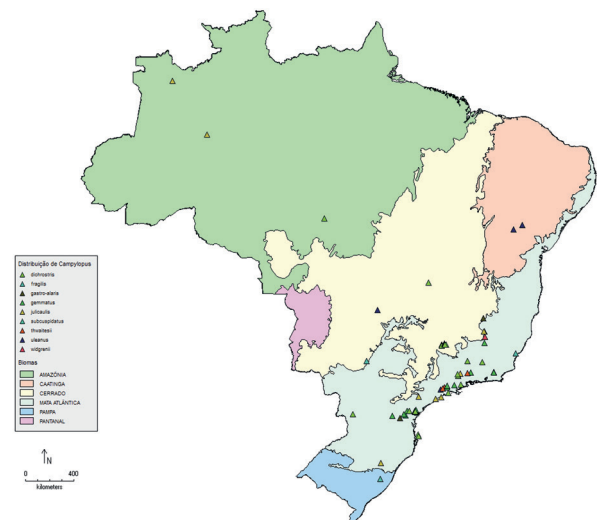 Distribuição de Campylopus
dichrostris
fragilis
gastro-alaris
gemmatus
julicaulis
subcuspidatus
thwaitesii
uleanus
widgrenii
Biomas
AMAZÔNIA
CAATINGA
CERRADO
MATA ATLÂNTICA
PAMPA
PANTANAL
N
0 400
kilometers